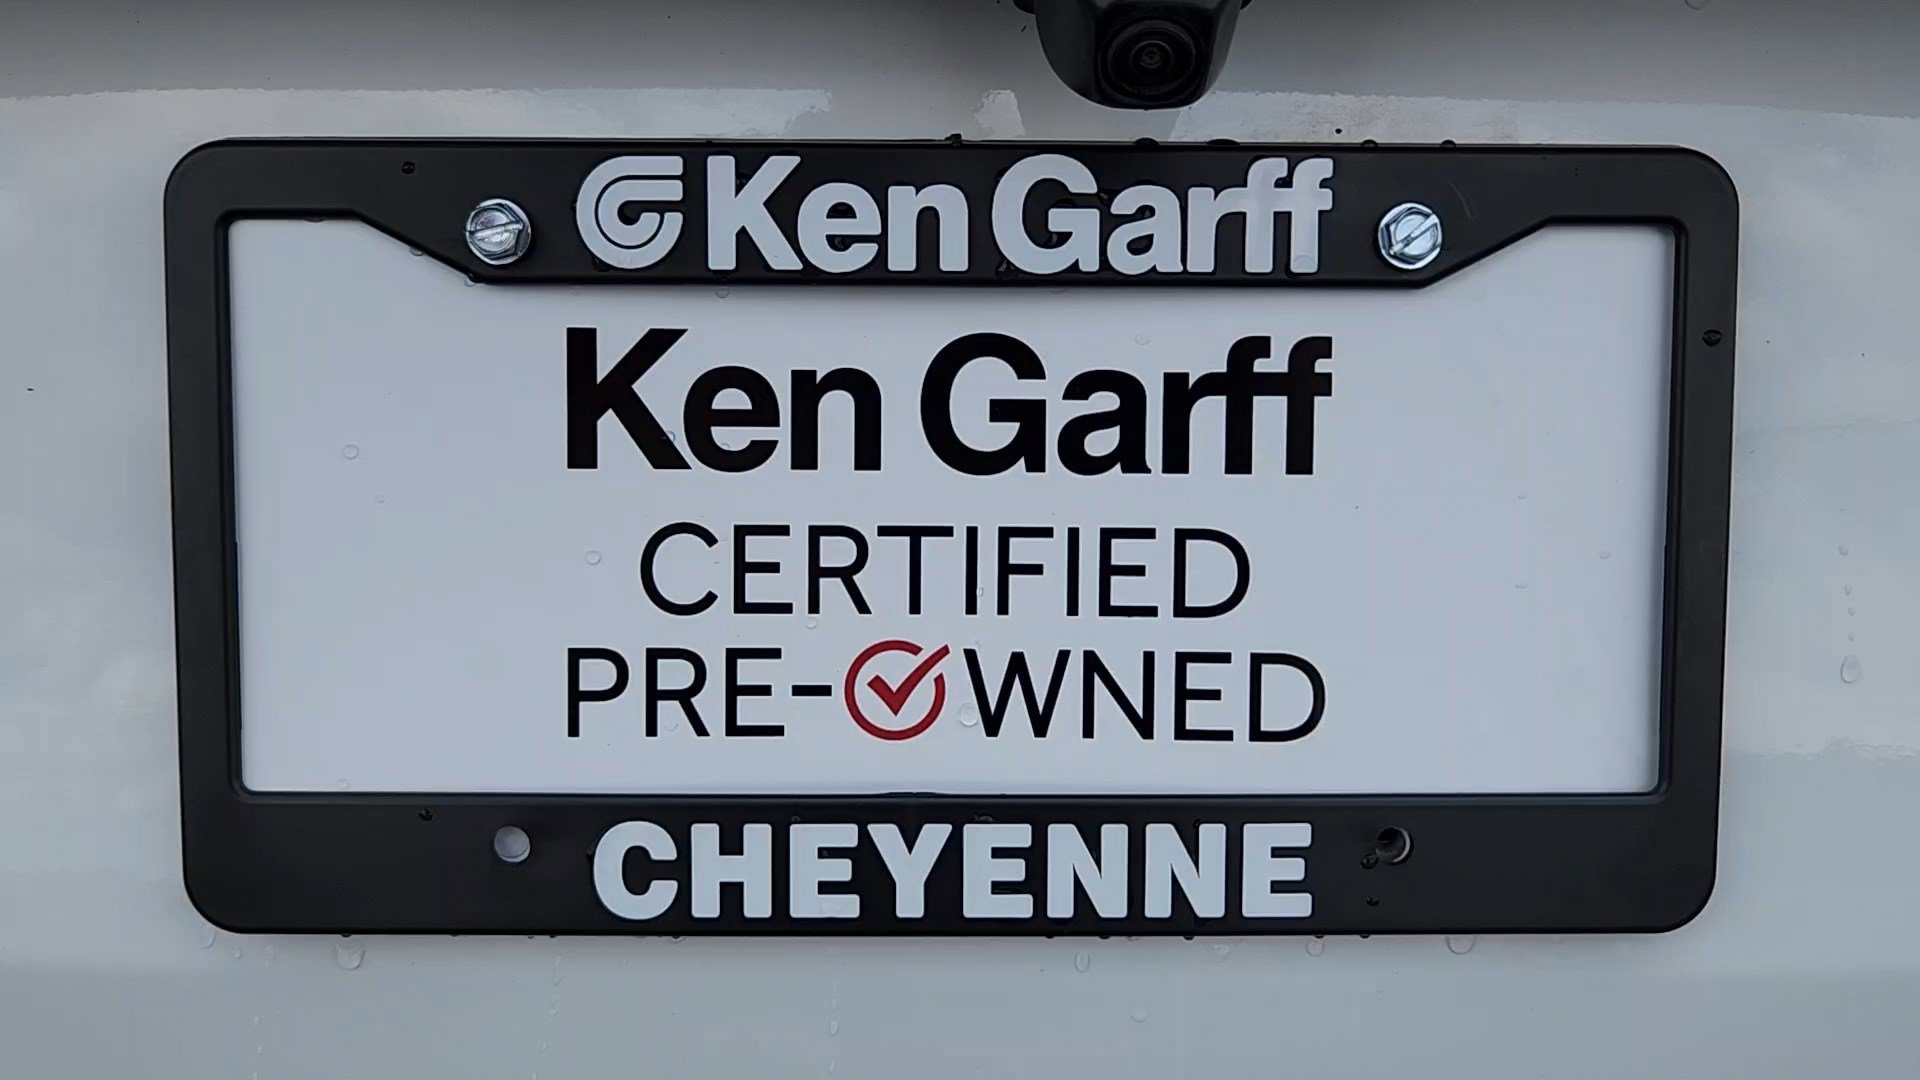 Ken Garff
Ken Garff
CERTIFIED
PRE-OWNED
CHEYENNE